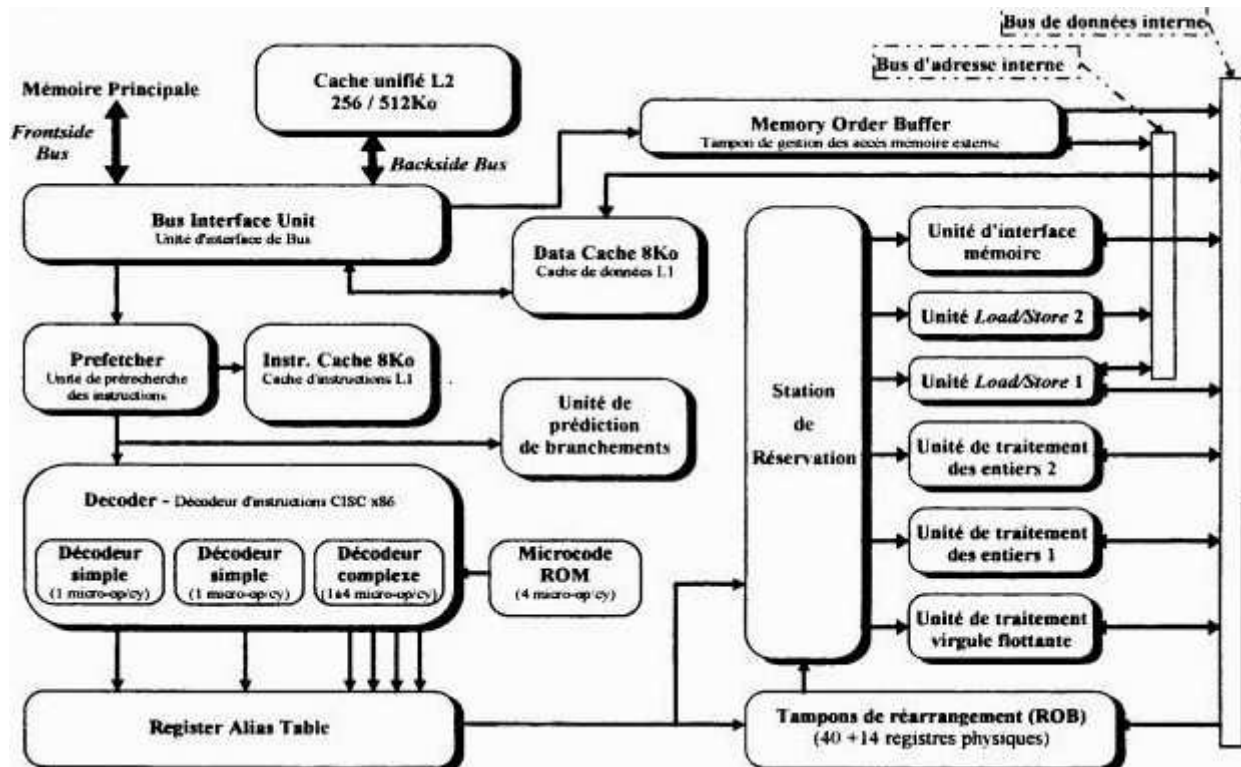 Bus de données interne
Bus d'adresse interne
Mémoire Principale
Frontside
Bus
Cache unifié L2
256 / 512Ko
Backside Bus
Memory Order Buffer
Tampon de gestion des accès mémoire externe
Bus Interface Unit
Unité d'interface de Bus
Data Cache 8Ko
Cache de données L1
Prefetcher
Unité de prérecherche
des instructions
Instr. Cache 8Ko
Cache d'instructions L1
Unité de
prédiction
de branchements
Decoder - Décodeur d'instructions CISC x86
Décodeur
simple
(1 micro-op/cy)
Décodeur
simple
(1 micro-op/cy)
Décodeur
complexe
(1à4 micro-op/cy)
Microcode
ROM
(4 micro-op/cy)
Register Alias Table
Station
de
Réservation
Unité d'interface
mémoire
Unité Load/Store 2
Unité Load/Store 1
Unité de traitement
des entiers 2
Unité de traitement
des entiers 1
Unité de traitement
virgule flottante
Tampons de réarrangement (ROB)
(40 +14 registres physiques)